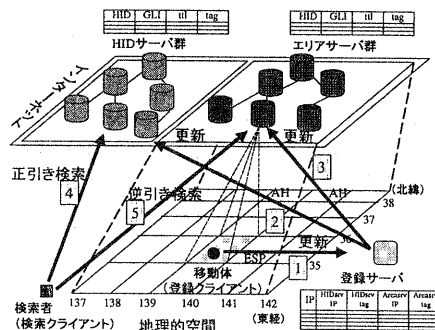 HID GLI ttl tag
HID GLI ttl tag
HIDサーバ群
エリアサーバ群
インターネット
更新
更新
正引き検索
4
逆引き検索
5
3
(北緯)
AH
AH
38
37
36
35
2
ESP
更新
1
移動体
(登録クライアント)
登録サーバ
検索者
(検索クライアント)
137
138
139
140
141
142
(東経)
地理的空間
IP HIDsrv IP HIDsrv tag Areasrv IP Areasrv tag